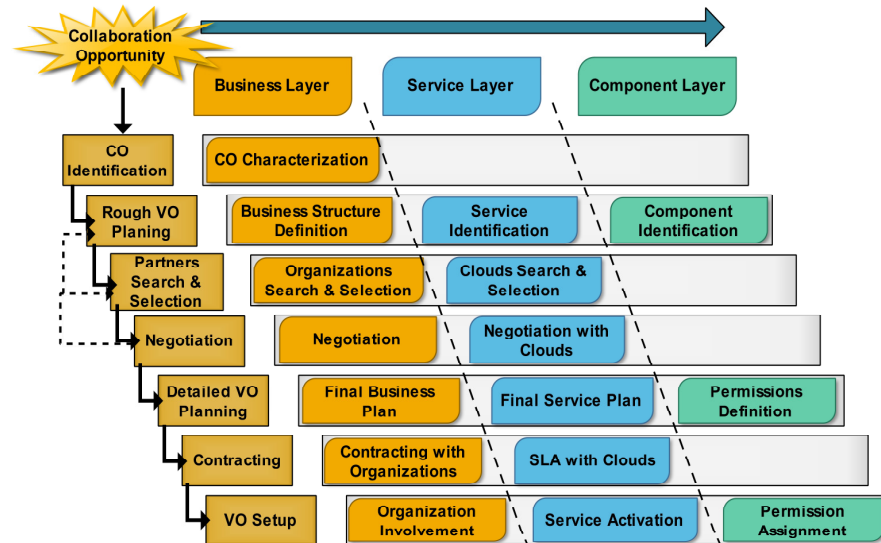 Collaboration
Opportunity
Business Layer
Service Layer
Component Layer
CO
Identification
CO Characterization
Rough VO
Planing
Business Structure
Definition
Service
Identification
Component
Identification
Partners
Search &
Selection
Organizations
Search & Selection
Clouds Search &
Selection
Negotiation
Negotiation
Negotiation with
Clouds
Detailed VO
Planning
Final Business
Plan
Final Service Plan
Permissions
Definition
Contracting
Contracting with
Organizations
SLA with Clouds
VO Setup
Organization
Involvement
Service Activation
Permission
Assignment